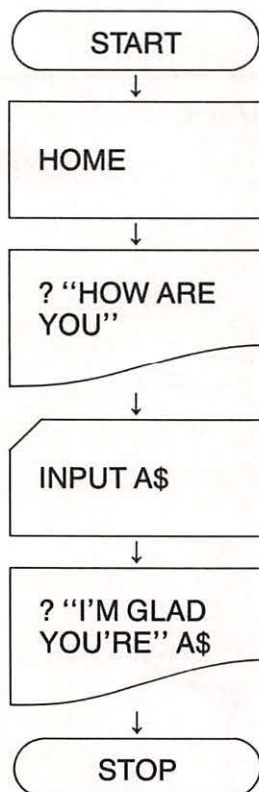 START
HOME
? “HOW ARE
YOU”
INPUT A$
? “I’M GLAD
YOU’RE” A$
STOP